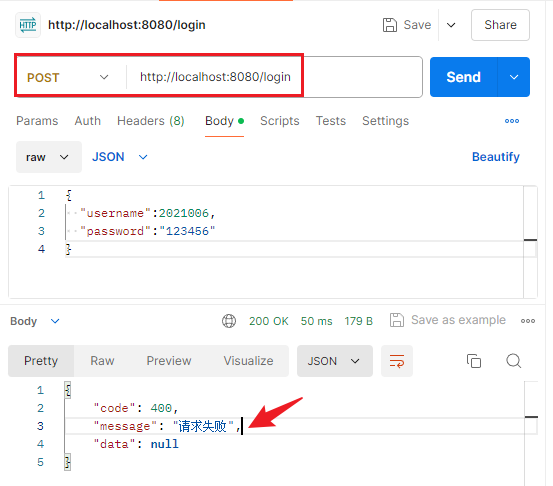 HTTP http://localhost:8080/login Save Share
POST http://localhost:8080/login Send
Params Auth Headers (8) Body Scripts Tests Settings
raw JSON Beautify
1 {
2 "username":2021006,
3 "password":"123456"
4 }
Body 200 OK 50 ms 179 B Save as example
Pretty Raw Preview Visualize JSON
1 {
2 "code": 400,
3 "message": "请求失败",
4 "data": null
5 }